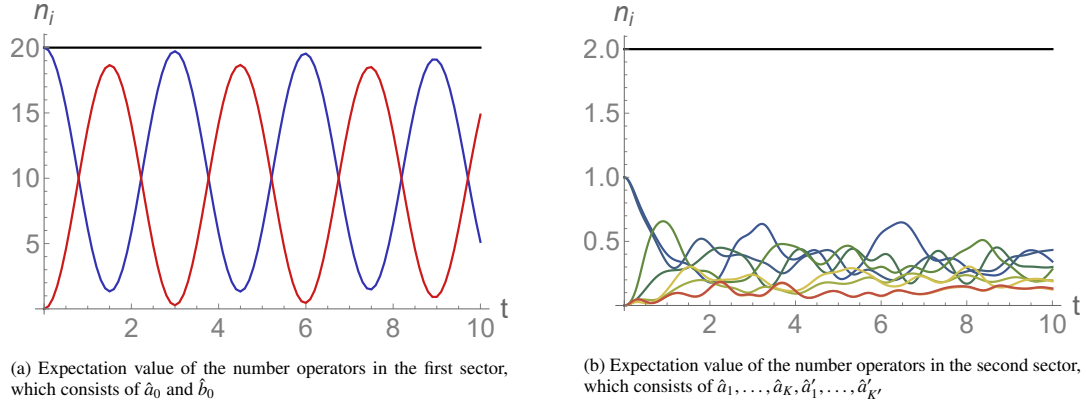 n_i
20
15
10
5
0 2 4 6 8 10 t
(a) Expectation value of the number operators in the first sector,
which consists of â_0 and b̂_0
n_i
2.0
1.5
1.0
0.5
2 4 6 8 10 t
(b) Expectation value of the number operators in the second sector,
which consists of â_1, . . . , â_K, â′_1, . . . , â′_{K′}